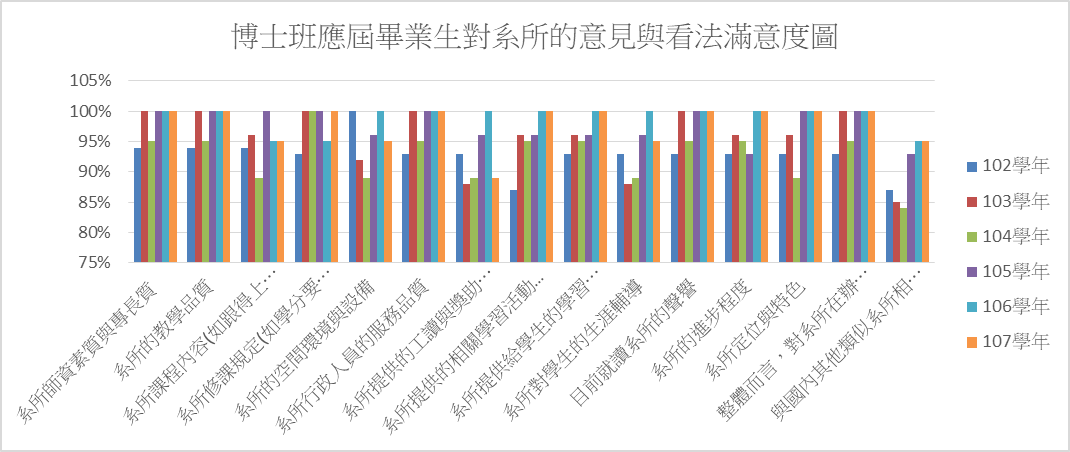 博士班應屆畢業生對系所的意見與看法滿意度圖
105%
100%
95%
90%
85%
80%
75%
系所師資素質與專長質
系所的教學品質
系所課程內容(如跟得上…
系所修課規定(如學分要…
系所的空間環境與設備
系所行政人員的服務品質
系所提供的工讀與獎助…
系所提供的相關學習活動…
系所提供給學生的學習…
系所對學生的生涯輔導
目前就讀系所的聲譽
系所的進步程度
系所定位與特色
整體而言，對系所在辦…
與國內其他類似系所相…
102學年
103學年
104學年
105學年
106學年
107學年